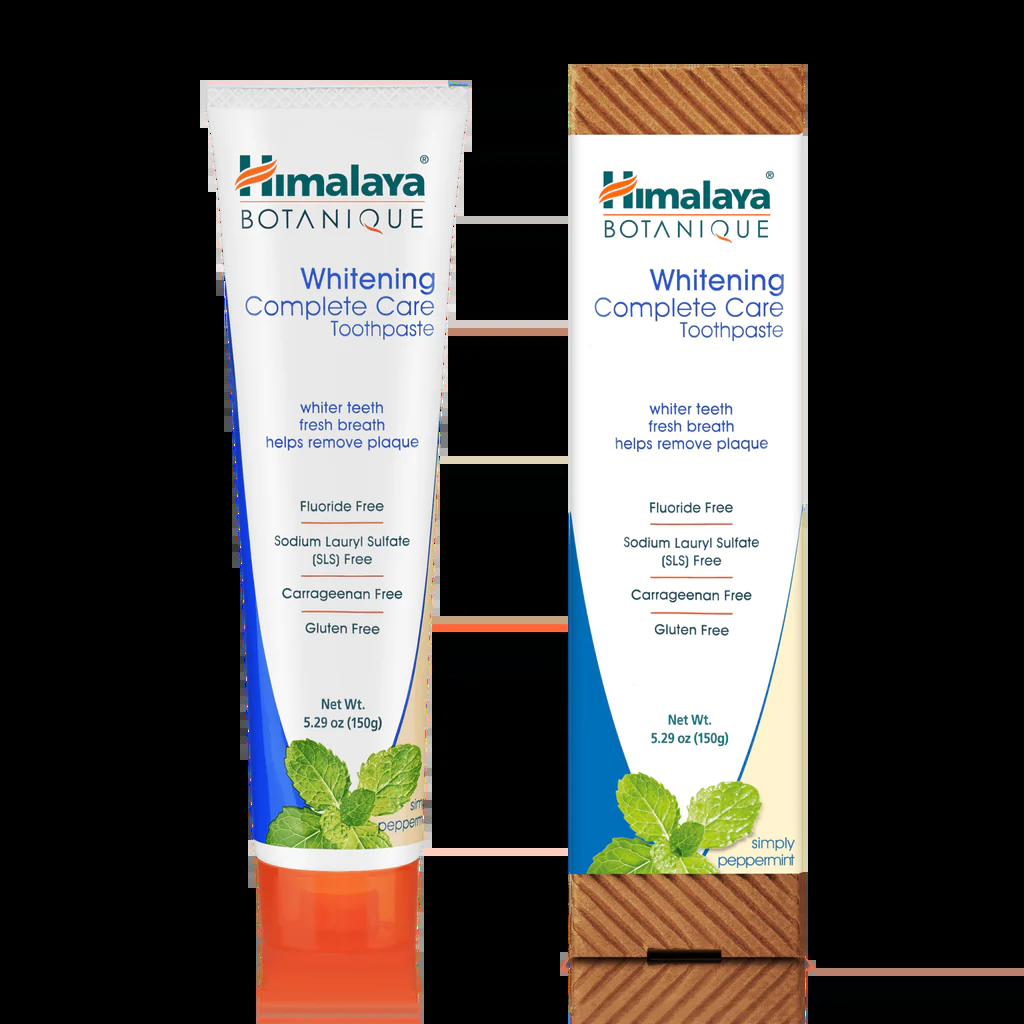 Himalaya®
BOTANIQUE
Whitening
Complete Care
Toothpaste
whiter teeth
fresh breath
helps remove plaque
Fluoride Free
Sodium Lauryl Sulfate
(SLS) Free
Carrageenan Free
Gluten Free
Net Wt.
5.29 oz (150g)
Himalaya®
BOTANIQUE
Whitening
Complete Care
Toothpaste
whiter teeth
fresh breath
helps remove plaque
Fluoride Free
Sodium Lauryl Sulfate
(SLS) Free
Carrageenan Free
Gluten Free
Net Wt.
5.29 oz (150g)
simply
peppermint